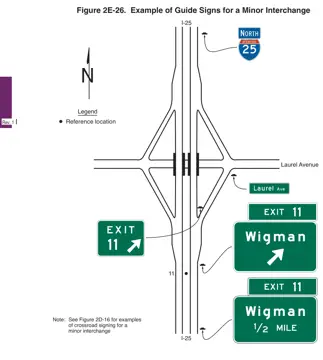 Figure 2E-26.  Example of Guide Signs for a Minor Interchange
I-25
NORTH
25
N
Legend
Reference location
Rev. 1
Laurel Avenue
Laurel Ave
EXIT 11
EXIT
11
Wigman
11
EXIT 11
Wigman
1/2 MILE
Note:  See Figure 2D-16 for examples
of crossroad signing for a
minor interchange
I-25